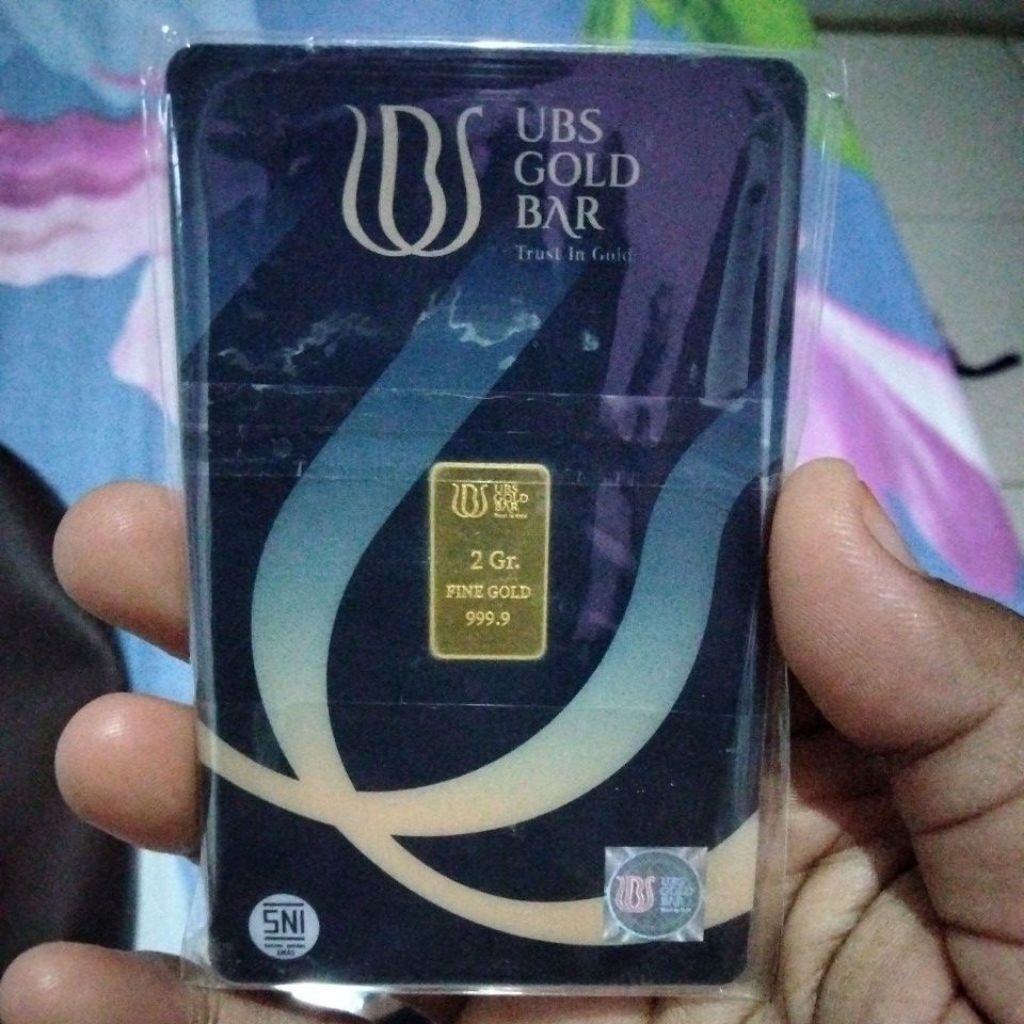 UBS
GOLD
BAR
Trust In Gold
UBS
GOLD
BAR
2 Gr.
FINE GOLD
999.9
SNI
EMAS
UBS
GOLD
BAR